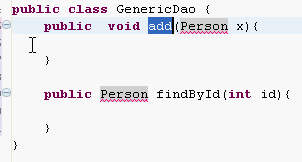 public class GenericDao {
public void add(Person x){
}
public Person findById(int id){
}
}